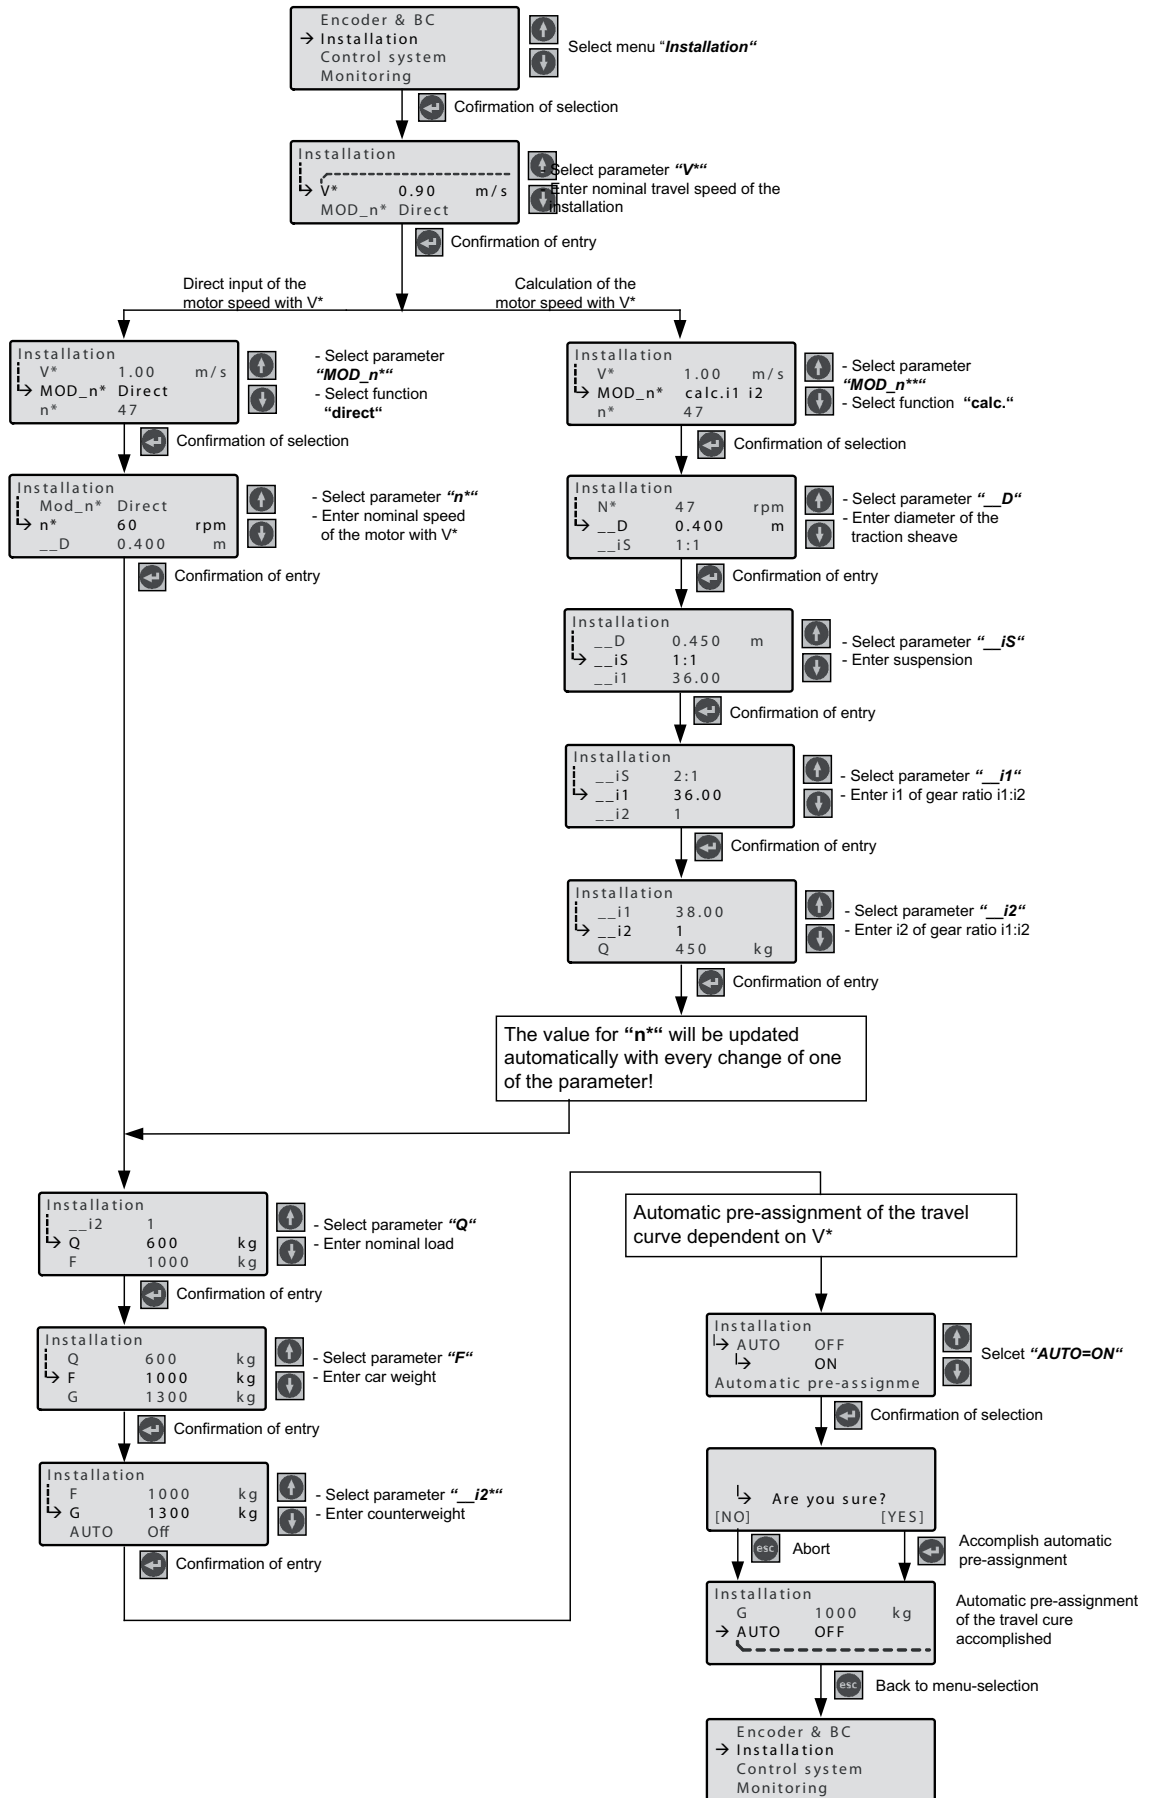 Encoder & BC
→ Installation
Control system
Monitoring
Select menu “Installation“
Cofirmation of selection
Installation
V* 0.90 m/s
MOD_n* Direct
- Select parameter “V*“
- Enter nominal travel speed of the
installation
Confirmation of entry
Direct input of the
motor speed with V*
Calculation of the
motor speed with V*
Installation
V* 1.00 m/s
MOD_n* Direct
n* 47
- Select parameter
“MOD_n*“
- Select function
“direct“
Confirmation of selection
Installation
Mod_n* Direct
n* 60 rpm
__D 0.400 m
- Select parameter “n*“
- Enter nominal speed
of the motor with V*
Confirmation of entry
Installation
V* 1.00 m/s
MOD_n* calc.i1 i2
n* 47
- Select parameter
“MOD_n**“
- Select function “calc.“
Confirmation of selection
Installation
N* 47 rpm
__D 0.400 m
__iS 1:1
- Select parameter “__D“
- Enter diameter of the
traction sheave
Confirmation of entry
Installation
__D 0.450 m
__iS 1:1
__i1 36.00
- Select parameter “__iS“
- Enter suspension
Confirmation of entry
Installation
__iS 2:1
__i1 36.00
__i2 1
- Select parameter “__i1“
- Enter i1 of gear ratio i1:i2
Confirmation of entry
Installation
__i1 38.00
__i2 1
Q 450 kg
- Select parameter “__i2“
- Enter i2 of gear ratio i1:i2
Confirmation of entry
The value for “n*“ will be updated
automatically with every change of one
of the parameter!
Installation
__i2 1
Q 600 kg
F 1000 kg
- Select parameter “Q“
- Enter nominal load
Confirmation of entry
Installation
Q 600 kg
F 1000 kg
G 1300 kg
- Select parameter “F“
- Enter car weight
Confirmation of entry
Installation
F 1000 kg
G 1300 kg
AUTO Off
- Select parameter “__i2*“
- Enter counterweight
Confirmation of entry
Automatic pre-assignment of the travel
curve dependent on V*
Installation
AUTO OFF
ON
Automatic pre-assignme
Selcet “AUTO=ON“
Confirmation of selection
Are you sure?
[NO] [YES]
esc Abort
Accomplish automatic
pre-assignment
Installation
G 1000 kg
→ AUTO OFF
Automatic pre-assignment
of the travel cure
accomplished
esc Back to menu-selection
Encoder & BC
→ Installation
Control system
Monitoring